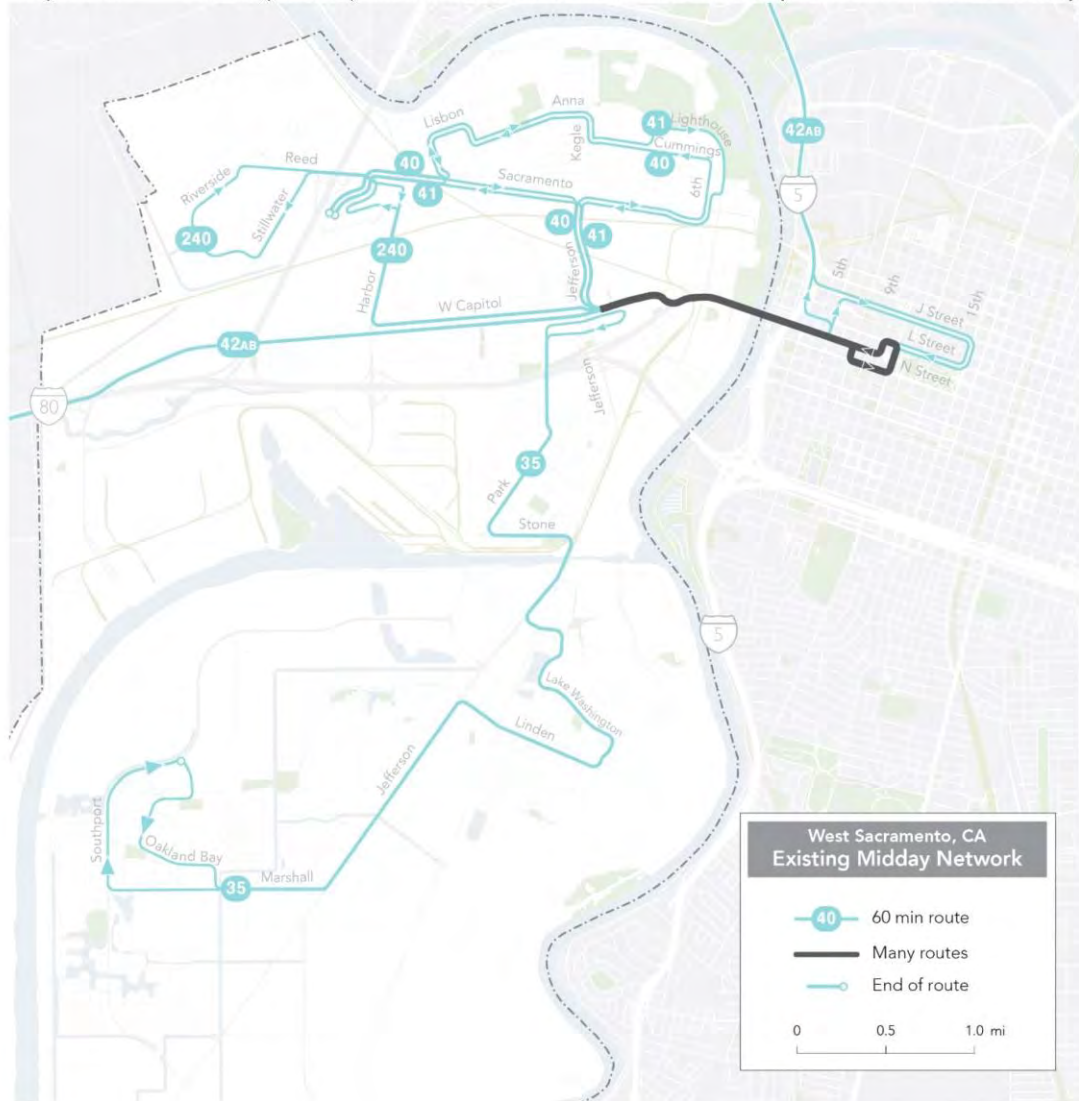 42AB
5
Lisbon
Anna
41
Lighthouse
Kegle
Cummings
40
6th
Reed
40
Sacramento
41
Riverside
Stillwater
240
240
40
41
Harbor
Jefferson
W Capitol
5th
9th
15th
J Street
L Street
N Street
42AB
80
Jefferson
35
Park
Stone
5
Lake Washington
Linden
Jefferson
Southport
Oakland Bay
Marshall
35
West Sacramento, CA
Existing Midday Network
40 60 min route
Many routes
End of route
0 0.5 1.0 mi